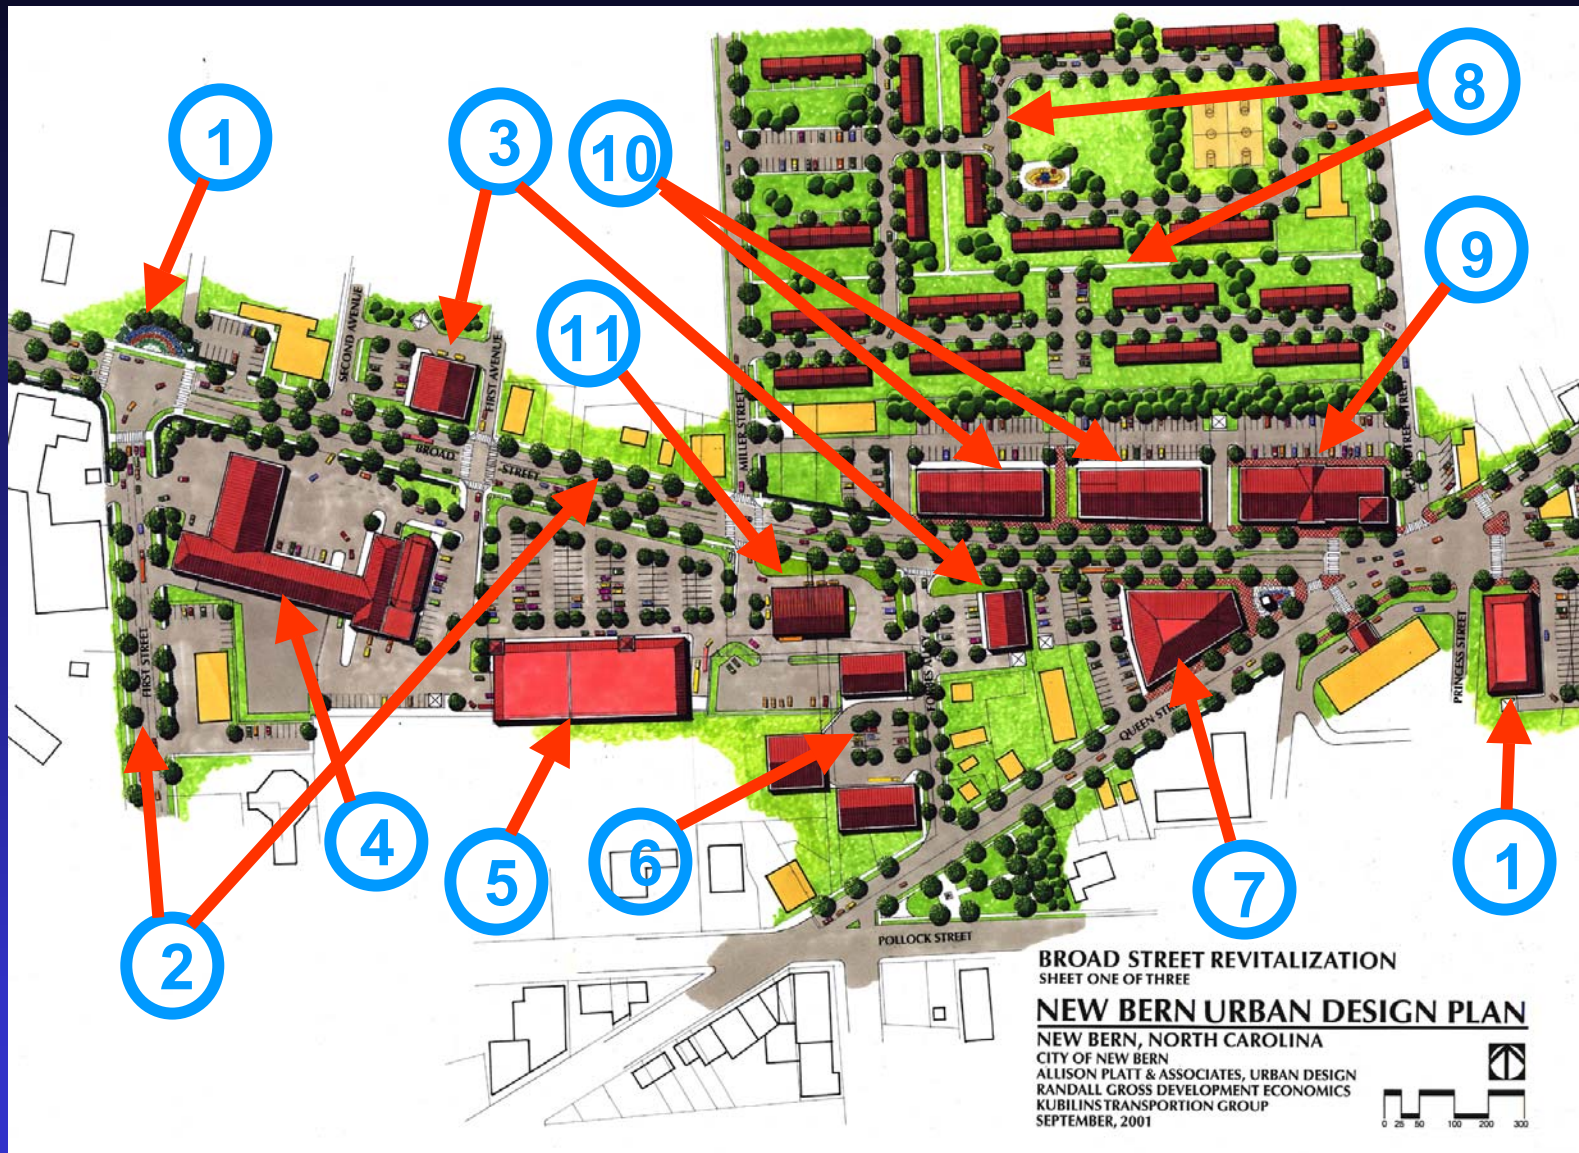 1
3
10
8
9
11
SECOND AVENUE
FIRST AVENUE
BROAD
STREET
MILLER STREET
FIRST STREET
FORBES ALLEY
QUEEN STREET
PRINCESS STREET
4
5
6
7
1
2
POLLOCK STREET
BROAD STREET REVITALIZATION
SHEET ONE OF THREE
NEW BERN URBAN DESIGN PLAN
NEW BERN, NORTH CAROLINA
CITY OF NEW BERN
ALLISON PLATT & ASSOCIATES, URBAN DESIGN
RANDALL GROSS DEVELOPMENT ECONOMICS
KUBILINS TRANSPORTION GROUP
SEPTEMBER, 2001
0 25 50 100 200 300